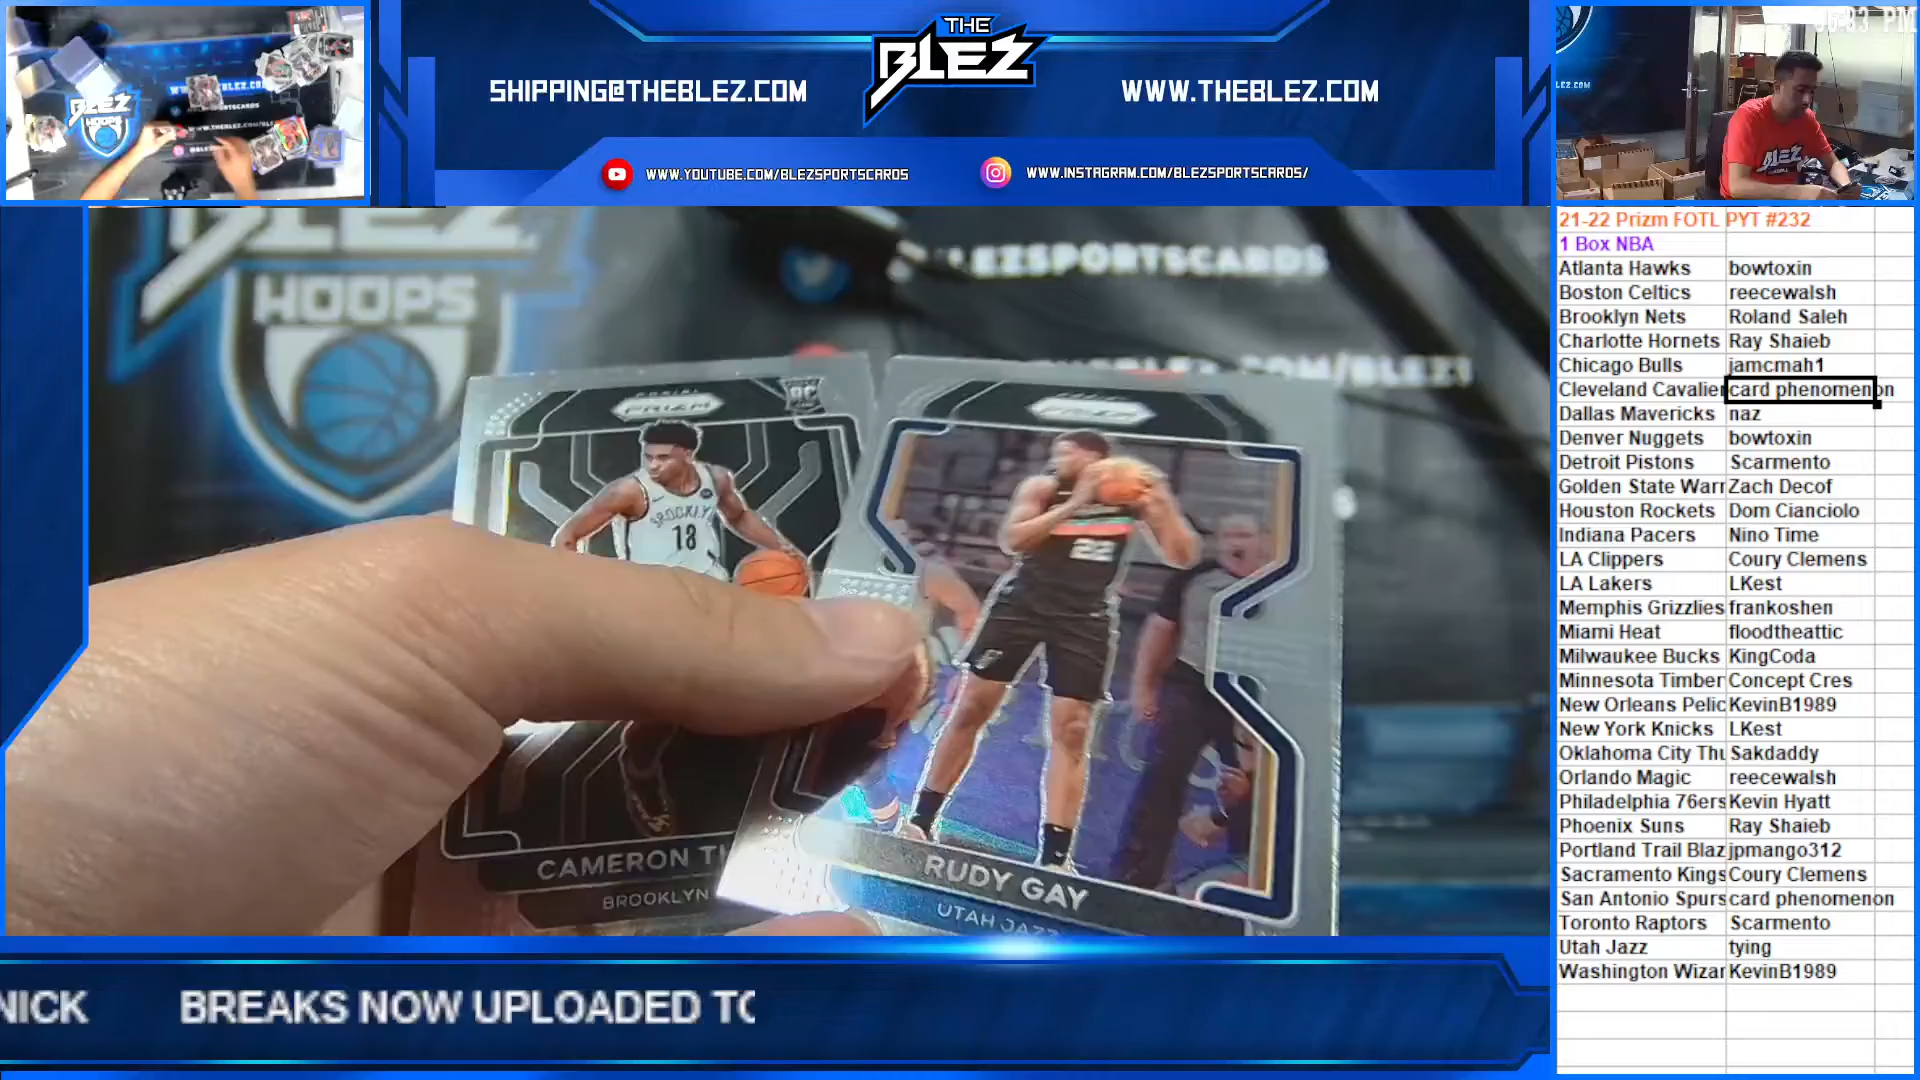 THE
BLEZ
SHIPPING@THEBLEZ.COM
WWW.THEBLEZ.COM
WWW.YOUTUBE.COM/BLEZSPORTSCARDS
WWW.INSTAGRAM.COM/BLEZSPORTSCARDS/
BLEZ
HOOPS
LEZSPORTSCARDS
PRIZM
RC
BROOKLYN
18
22
CAMERON TH
BROOKLYN
RUDY GAY
UTAH JAZZ
NICK BREAKS NOW UPLOADED TO
21-22 Prizm FOTL PYT #232
1 Box NBA
Atlanta Hawks bowtoxin
Boston Celtics reecewalsh
Brooklyn Nets Roland Saleh
Charlotte Hornets Ray Shaieb
Chicago Bulls jamcmah1
Cleveland Cavalier card phenomenon
Dallas Mavericks naz
Denver Nuggets bowtoxin
Detroit Pistons Scarmento
Golden State Warr Zach Decof
Houston Rockets Dom Cianciolo
Indiana Pacers Nino Time
LA Clippers Coury Clemens
LA Lakers LKest
Memphis Grizzlies frankoshen
Miami Heat floodtheattic
Milwaukee Bucks KingCoda
Minnesota Timber Concept Cres
New Orleans Pelic KevinB1989
New York Knicks LKest
Oklahoma City Thu Sakdaddy
Orlando Magic reecewalsh
Philadelphia 76ers Kevin Hyatt
Phoenix Suns Ray Shaieb
Portland Trail Blaz jpmango312
Sacramento Kings Coury Clemens
San Antonio Spurs card phenomenon
Toronto Raptors Scarmento
Utah Jazz tying
Washington Wizar KevinB1989